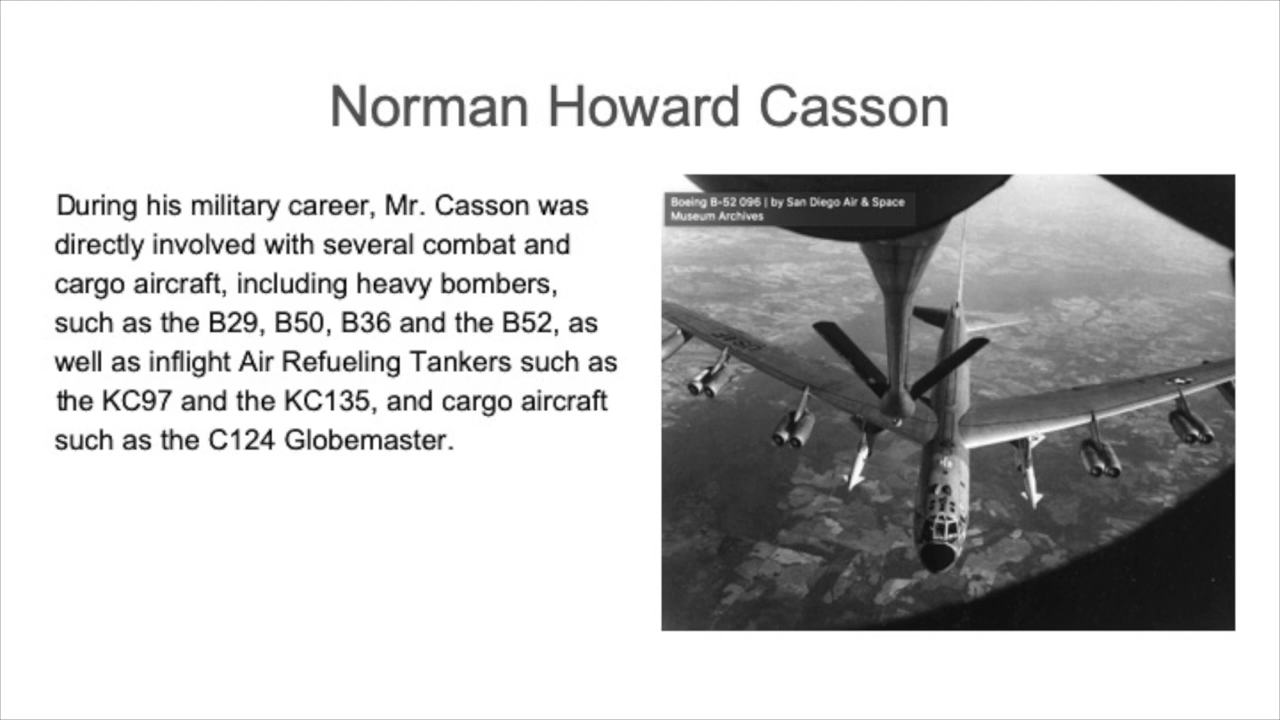 Norman Howard Casson
During his military career, Mr. Casson was
directly involved with several combat and
cargo aircraft, including heavy bombers,
such as the B29, B50, B36 and the B52, as
well as inflight Air Refueling Tankers such as
the KC97 and the KC135, and cargo aircraft
such as the C124 Globemaster.
Boeing B-52 096 | by San Diego Air & Space
Museum Archives